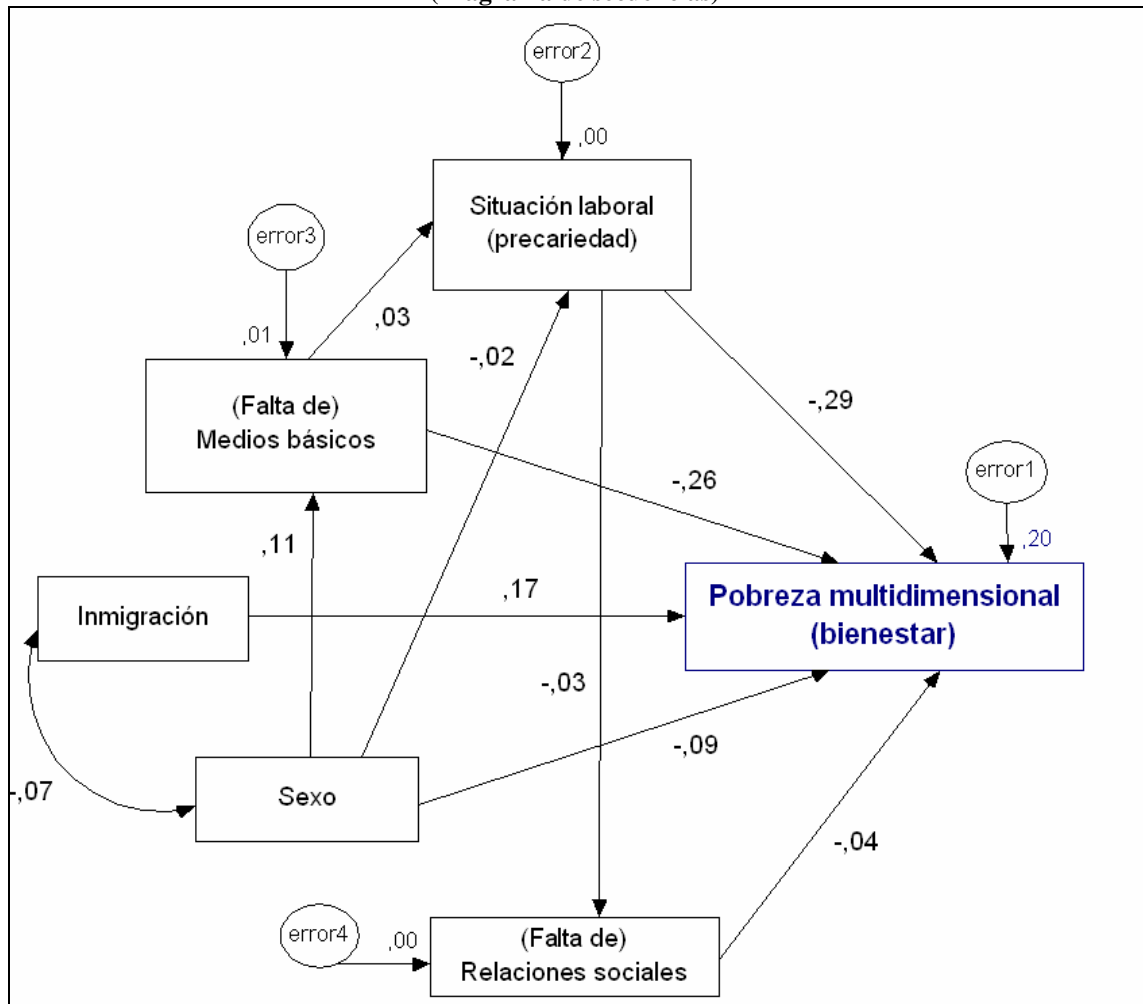 error2
,00
Situación laboral
(precariedad)
error3
,03
,01
-,02
(Falta de)
Medios básicos
-,29
-,26
error1
,11
,20
Inmigración
,17
Pobreza multidimensional
(bienestar)
-,03
-,09
-,07
Sexo
-,04
error4
,00
(Falta de)
Relaciones sociales